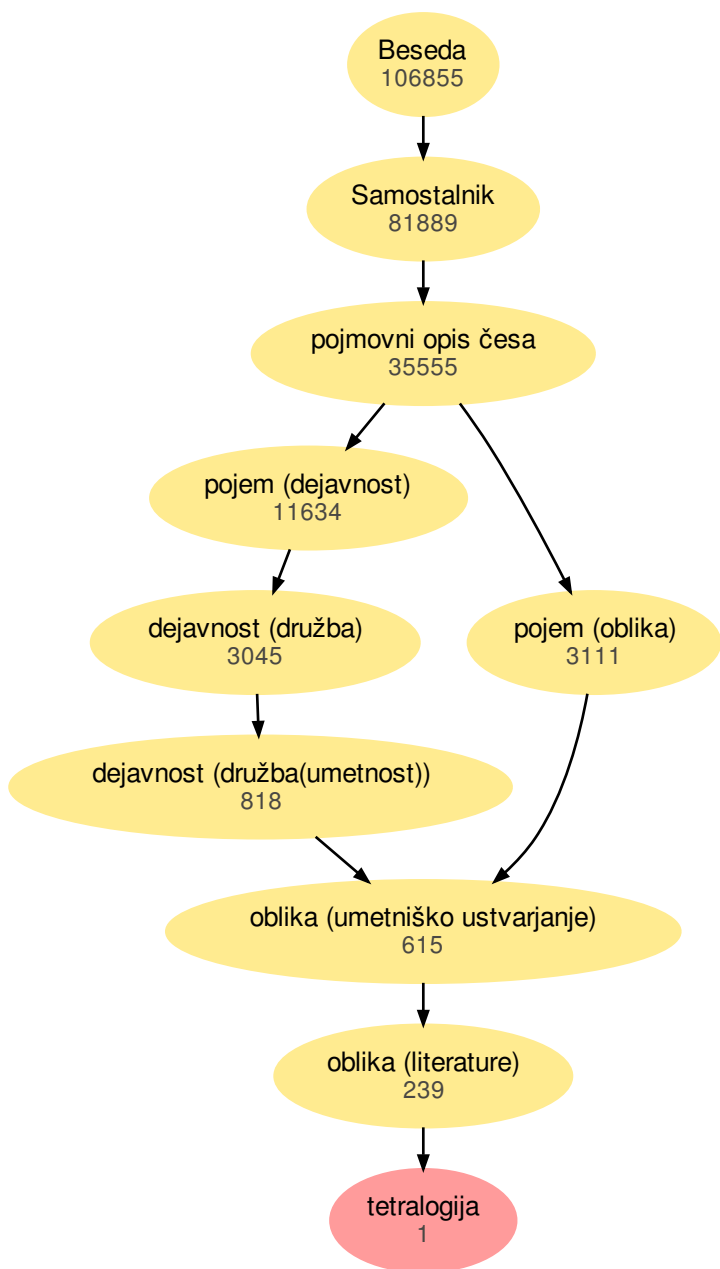 Beseda
106855
Samostalnik
81889
pojmovni opis česa
35555
pojem (dejavnost)
11634
dejavnost (družba)
3045
pojem (oblika)
3111
dejavnost (družba(umetnost))
818
oblika (umetniško ustvarjanje)
615
oblika (literature)
239
tetralogija
1